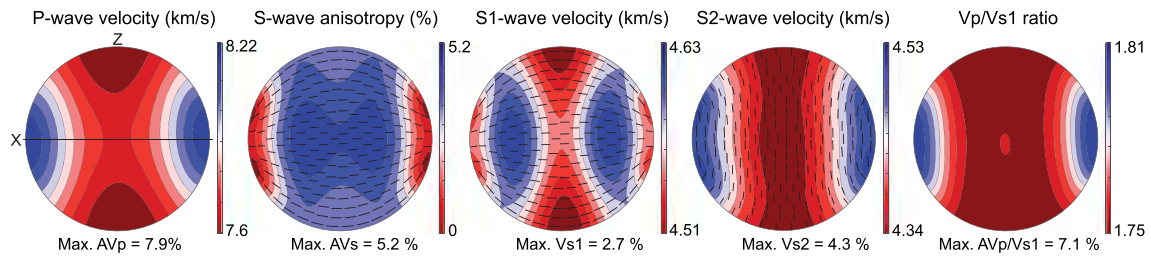 P-wave velocity (km/s)
S-wave anisotropy (%)
S1-wave velocity (km/s)
S2-wave velocity (km/s)
Vp/Vs1 ratio
Z
8.22
5.2
4.63
4.53
1.81
X
7.6
0
4.51
4.34
1.75
Max. AVp = 7.9%
Max. AVs = 5.2 %
Max. Vs1 = 2.7 %
Max. Vs2 = 4.3 %
Max. AVp/Vs1 = 7.1 %